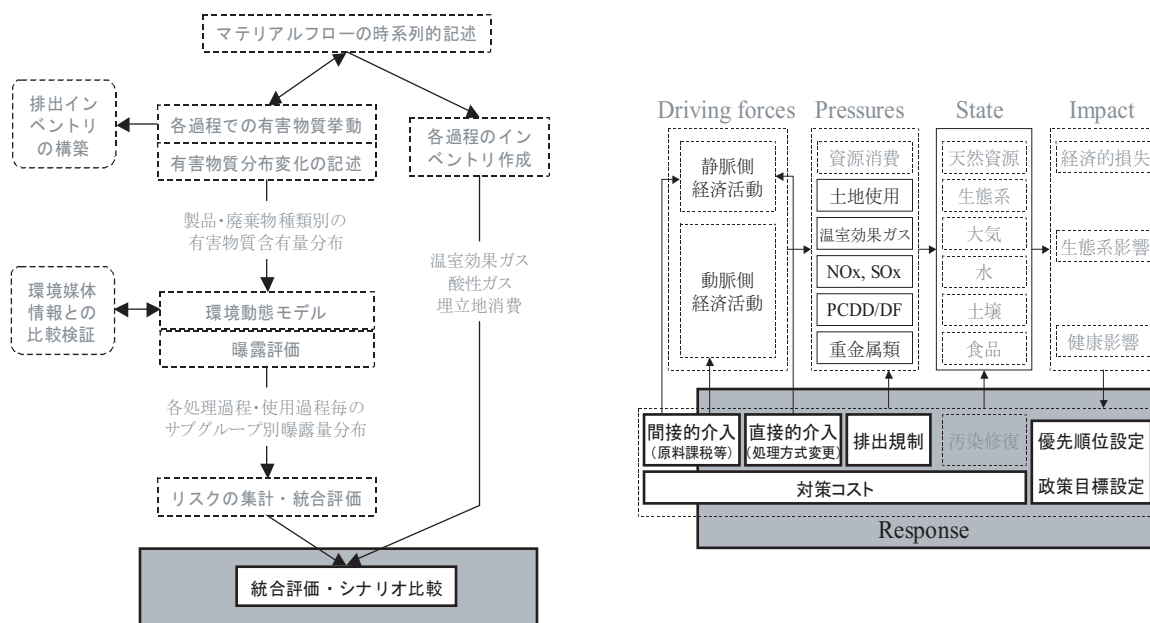 マテリアルフローの時系列的記述
排出イン
ベントリ
の構築
各過程での有害物質挙動
有害物質分布変化の記述
各過程のイン
ベントリ作成
製品・廃棄物種類別の
有害物質含有量分布
温室効果ガス
酸性ガス
埋立地消費
環境媒体
情報との
比較検証
環境動態モデル
曝露評価
各処理過程・使用過程毎の
サブグループ別曝露量分布
リスクの集計・統合評価
統合評価・シナリオ比較
Driving forces
静脈側
経済活動
動脈側
経済活動
Pressures
資源消費
土地使用
温室効果ガス
NOx, SOx
PCDD/DF
重金属類
State
天然資源
生態系
大気
水
土壌
食品
Impact
経済的損失
生態系影響
健康影響
間接的介入
(原料課税等)
直接的介入
(処理方式変更)
排出規制
汚染修復
優先順位設定
政策目標設定
対策コスト
Response